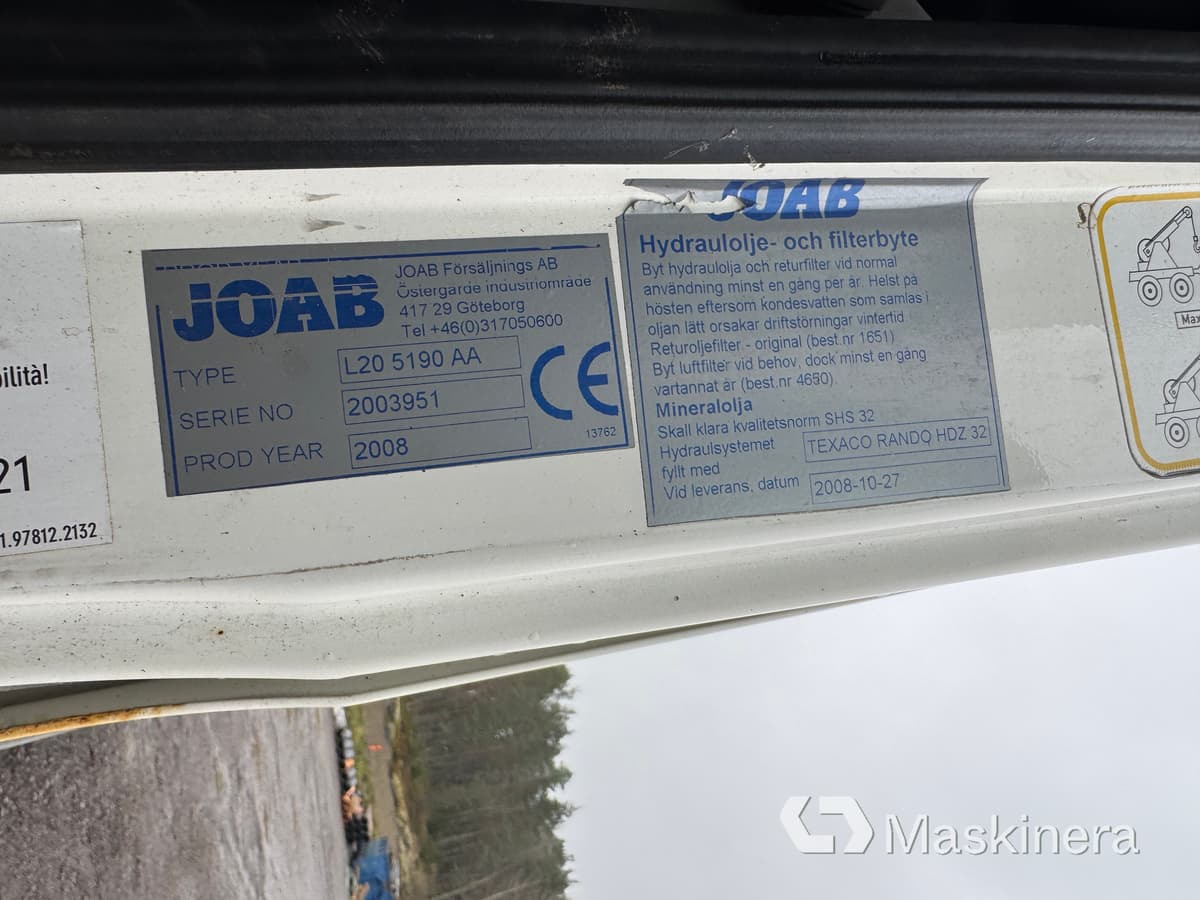 bilità!
21
1.97812.2132
JOAB
JOAB Försäljnings AB
Östergärde industriområde
417 29 Göteborg
Tel +46(0)317050600
TYPE L20 5190 AA
SERIE NO 2003951
PROD YEAR 2008
CE
13762
JOAB
Hydraulolje- och filterbyte
Byt hydraulolja och returfilter vid normal
användning minst en gång per år. Helst på
hösten eftersom kondesvatten som samlas i
oljan lätt orsakar driftstörningar vintertid
Returoljefilter - original (best.nr 1651)
Byt luftfilter vid behov, dock minst en gång
vartannat år (best.nr 4650).
Mineralolja
Skall klara kvalitetsnorm SHS 32
Hydraulsystemet
fyllt med TEXACO RANDO HDZ 32
Vid leverans, datum 2008-10-27
Max
Maskinera